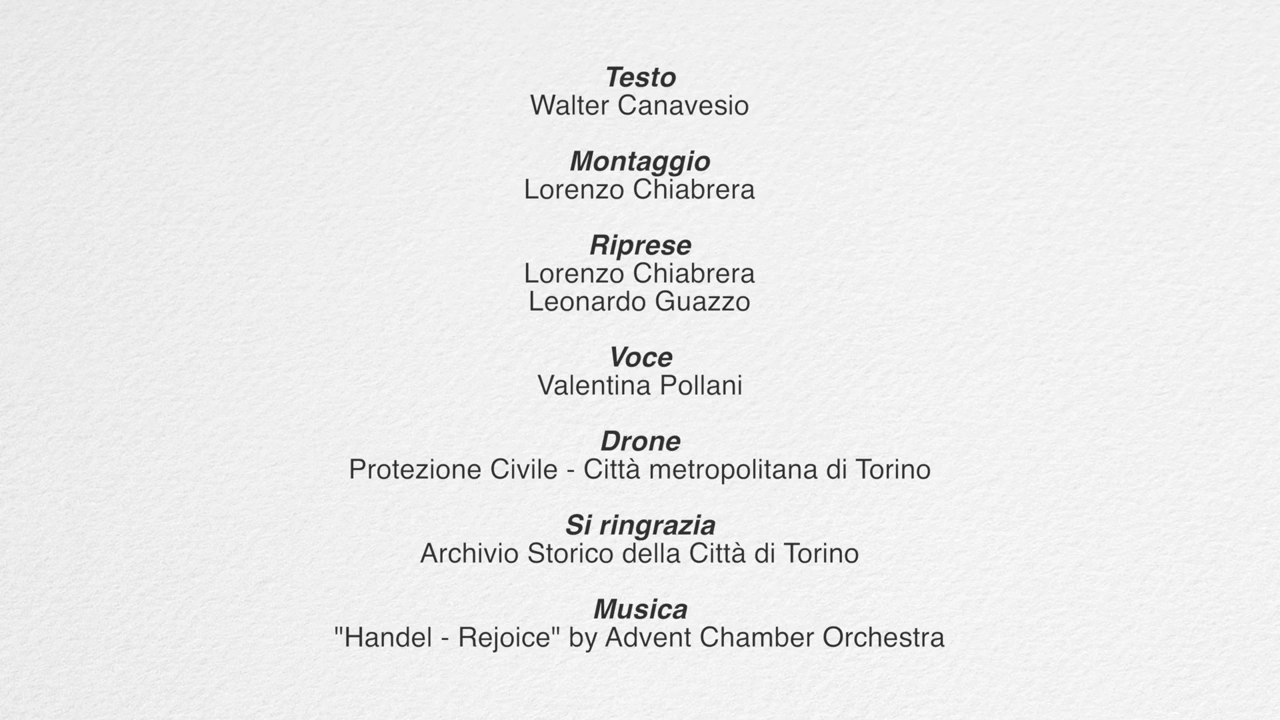 Testo
Walter Canavesio
Montaggio
Lorenzo Chiabrera
Riprese
Lorenzo Chiabrera
Leonardo Guazzo
Voce
Valentina Pollani
Drone
Protezione Civile - Città metropolitana di Torino
Si ringrazia
Archivio Storico della Città di Torino
Musica
"Handel - Rejoice" by Advent Chamber Orchestra